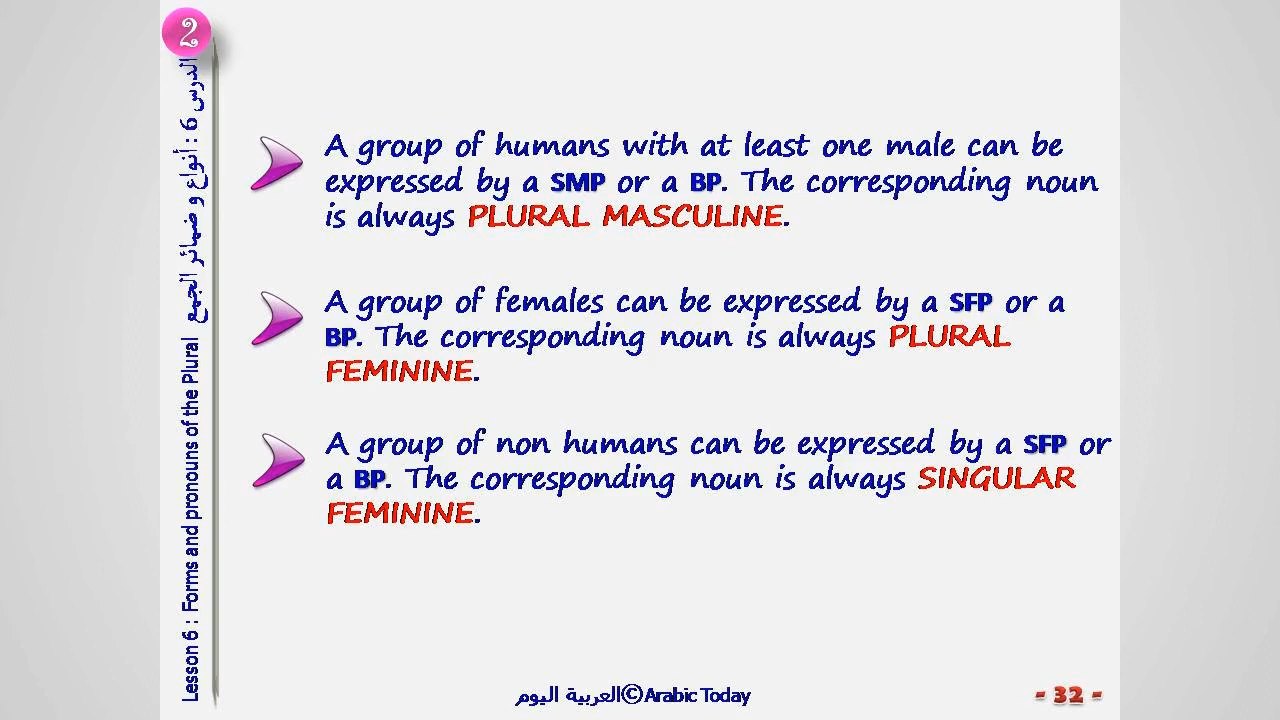 2
الدرس 6 : أنواع و ضمائر الجمع
Lesson 6 : Forms and pronouns of the Plural
A group of humans with at least one male can be
expressed by a SMP or a BP. The corresponding noun
is always PLURAL MASCULINE.
A group of females can be expressed by a SFP or a
BP. The corresponding noun is always PLURAL
FEMININE.
A group of non humans can be expressed by a SFP or
a BP. The corresponding noun is always SINGULAR
FEMININE.
العربية اليوم©Arabic Today
- 32 -